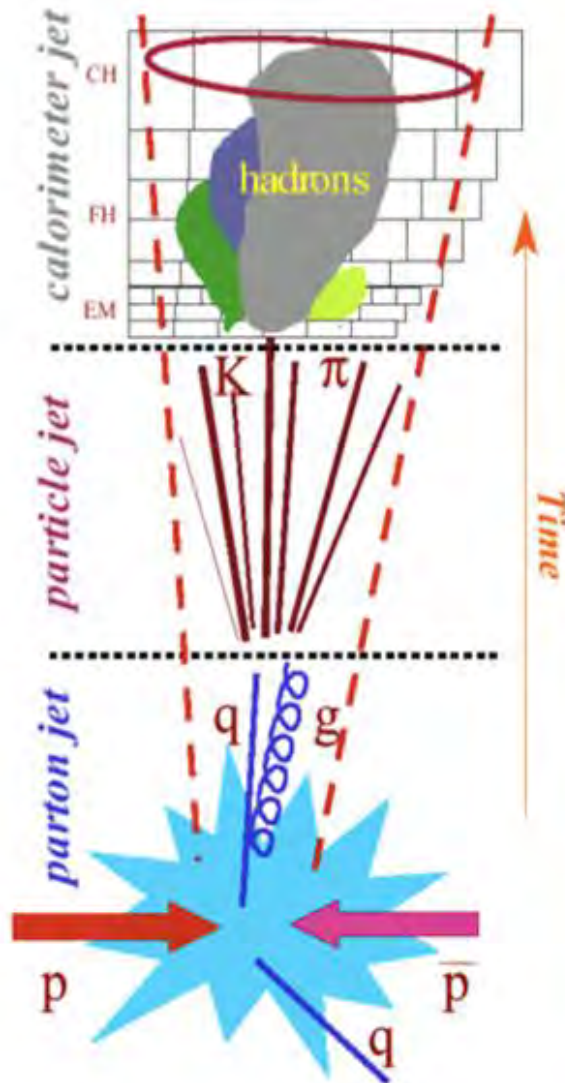 calorimeter jet
CH
hadrons
FH
EM
K
π
particle jet
Time
q
g
parton jet
p
p̅
q